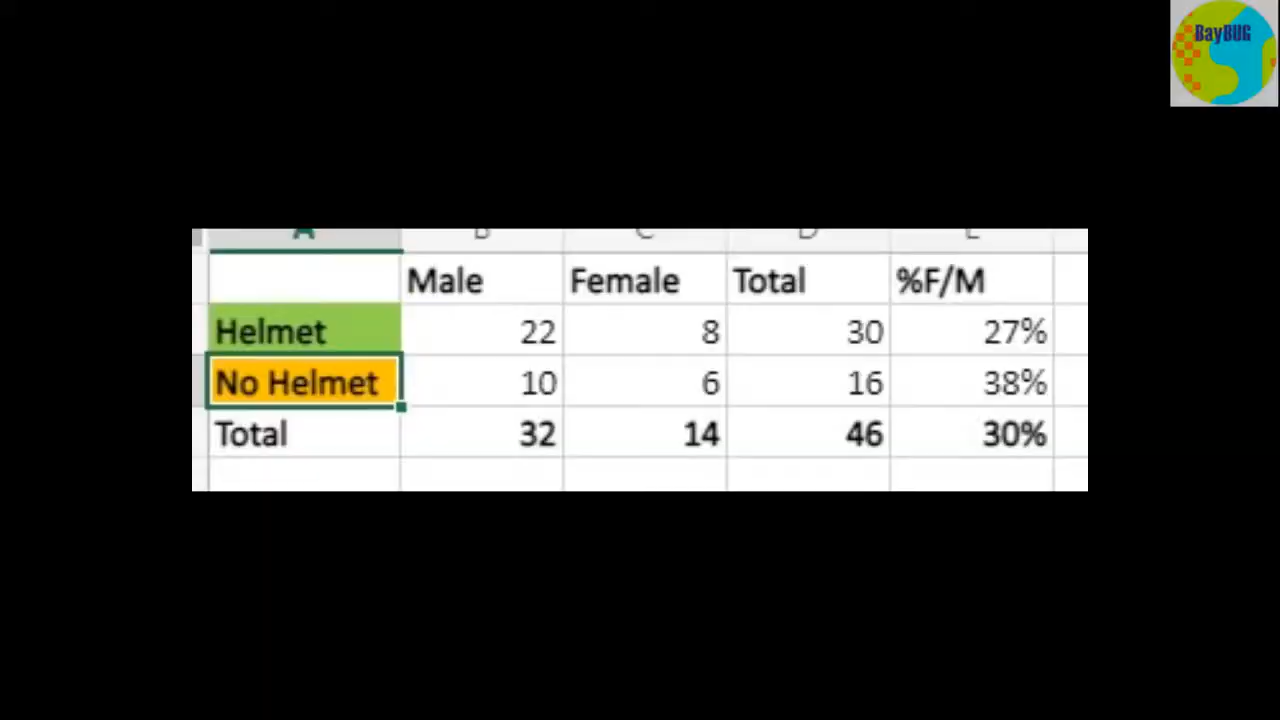 BayBUG
A B C D E
Male Female Total %F/M
Helmet 22 8 30 27%
No Helmet 10 6 16 38%
Total 32 14 46 30%